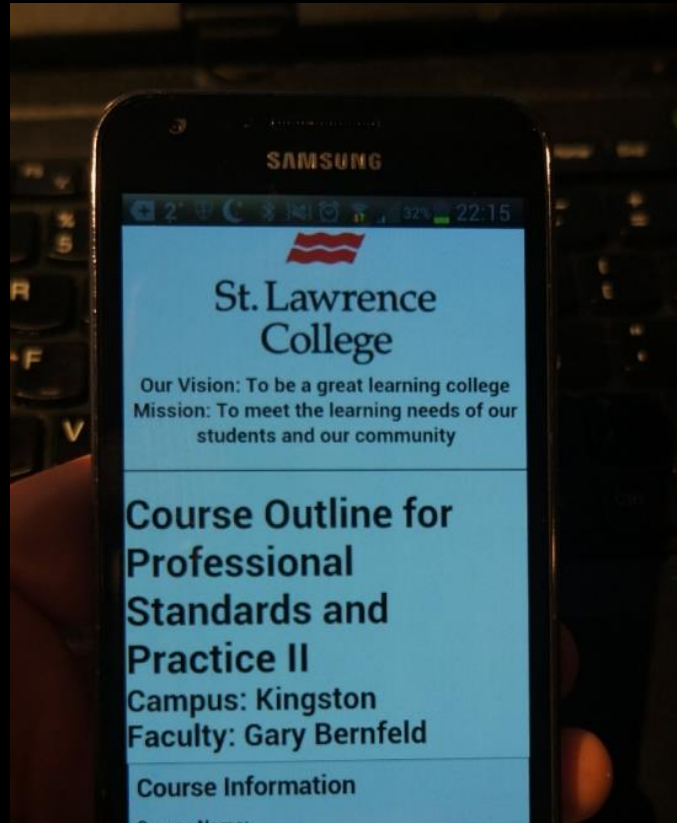 SAMSUNG
2° 32% 22:15
St. Lawrence
College
Our Vision: To be a great learning college
Mission: To meet the learning needs of our
students and our community
Course Outline for
Professional
Standards and
Practice II
Campus: Kingston
Faculty: Gary Bernfeld
Course Information
R
F
V
%
5